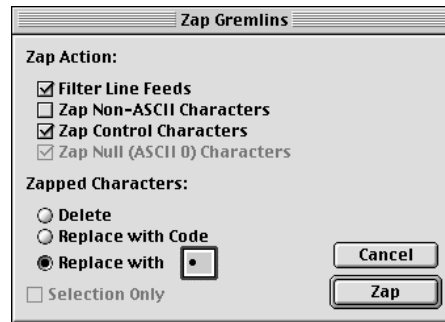 Zap Gremlins
Zap Action:
Filter Line Feeds
Zap Non-ASCII Characters
Zap Control Characters
Zap Null (ASCII 0) Characters
Zapped Characters:
Delete
Replace with Code
Replace with •
Cancel
Selection Only
Zap